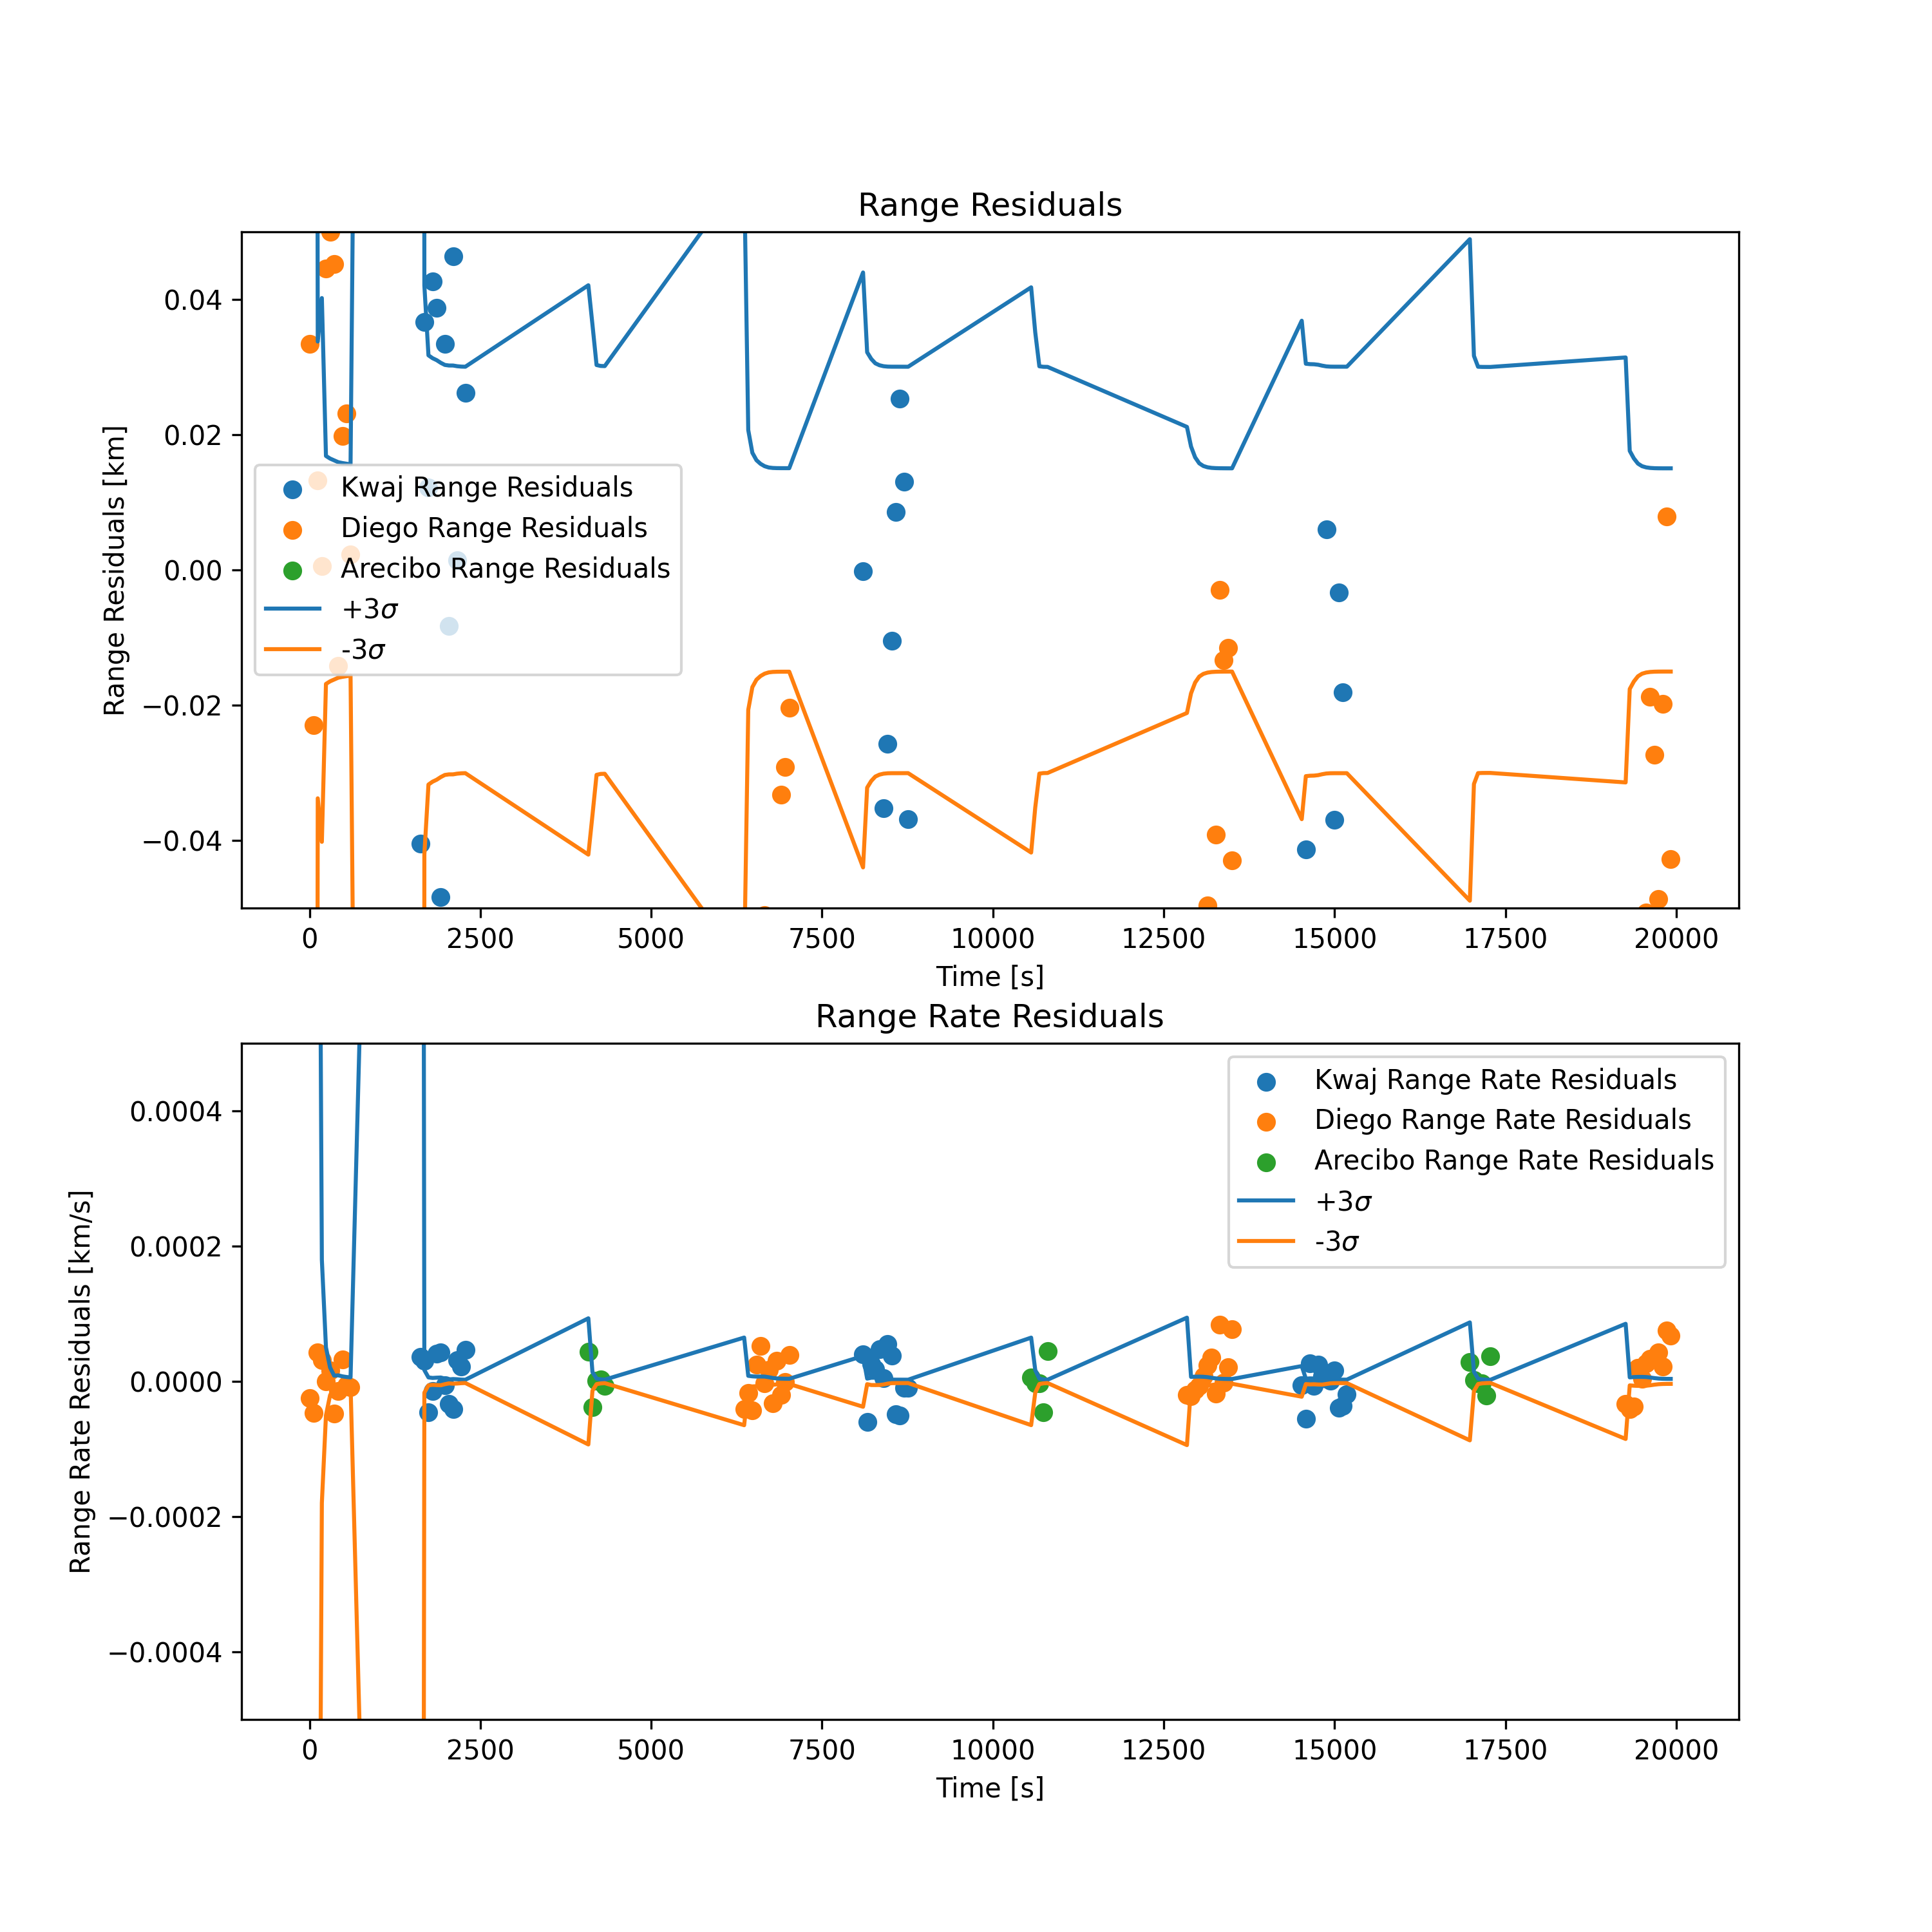 Range Residuals
0.04
0.02
0.00
−0.02
−0.04
Range Residuals [km]
Kwaj Range Residuals
Diego Range Residuals
Arecibo Range Residuals
+3σ
-3σ
0 2500 5000 7500 10000 12500 15000 17500 20000
Time [s]
Range Rate Residuals
0.0004
0.0002
0.0000
−0.0002
−0.0004
Range Rate Residuals [km/s]
Kwaj Range Rate Residuals
Diego Range Rate Residuals
Arecibo Range Rate Residuals
+3σ
-3σ
0 2500 5000 7500 10000 12500 15000 17500 20000
Time [s]